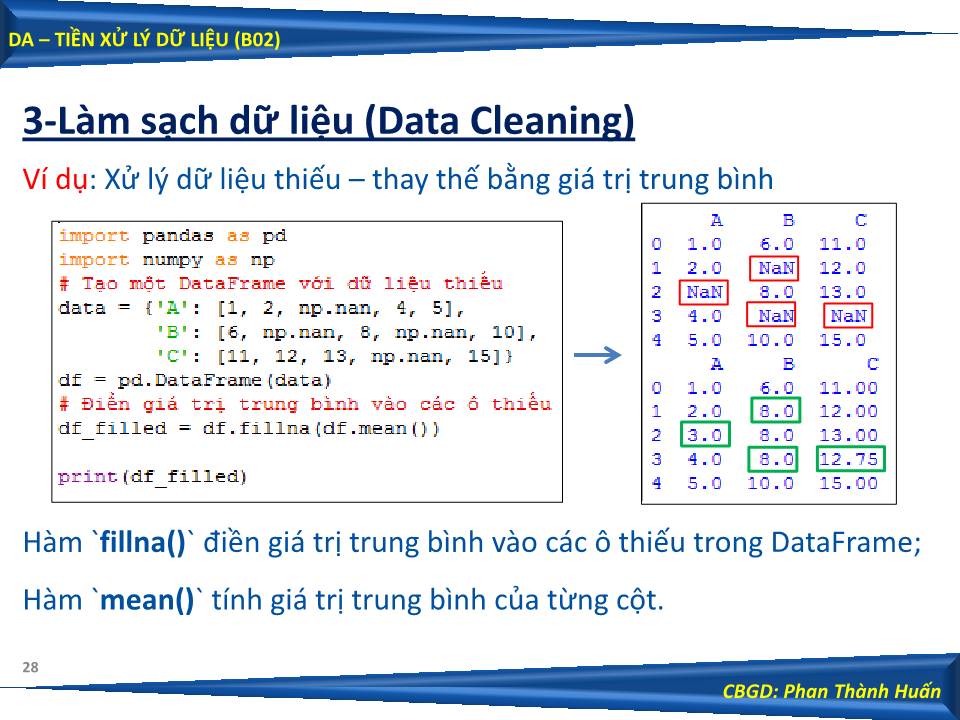 DA – TIỀN XỬ LÝ DỮ LIỆU (B02)
3-Làm sạch dữ liệu (Data Cleaning)
Ví dụ: Xử lý dữ liệu thiếu – thay thế bằng giá trị trung bình
import pandas as pd
import numpy as np
# Tạo một DataFrame với dữ liệu thiếu
data = {'A': [1, 2, np.nan, 4, 5],
'B': [6, np.nan, 8, np.nan, 10],
'C': [11, 12, 13, np.nan, 15]}
df = pd.DataFrame(data)
# Điền giá trị trung bình vào các ô thiếu
df_filled = df.fillna(df.mean())
print(df_filled)
A B C
0 1.0 6.0 11.0
1 2.0 NaN 12.0
2 NaN 8.0 13.0
3 4.0 NaN NaN
4 5.0 10.0 15.0
A B C
0 1.0 6.0 11.00
1 2.0 8.0 12.00
2 3.0 8.0 13.00
3 4.0 8.0 12.75
4 5.0 10.0 15.00
Hàm `fillna()` điền giá trị trung bình vào các ô thiếu trong DataFrame;
Hàm `mean()` tính giá trị trung bình của từng cột.
28
CBGD: Phan Thành Huấn